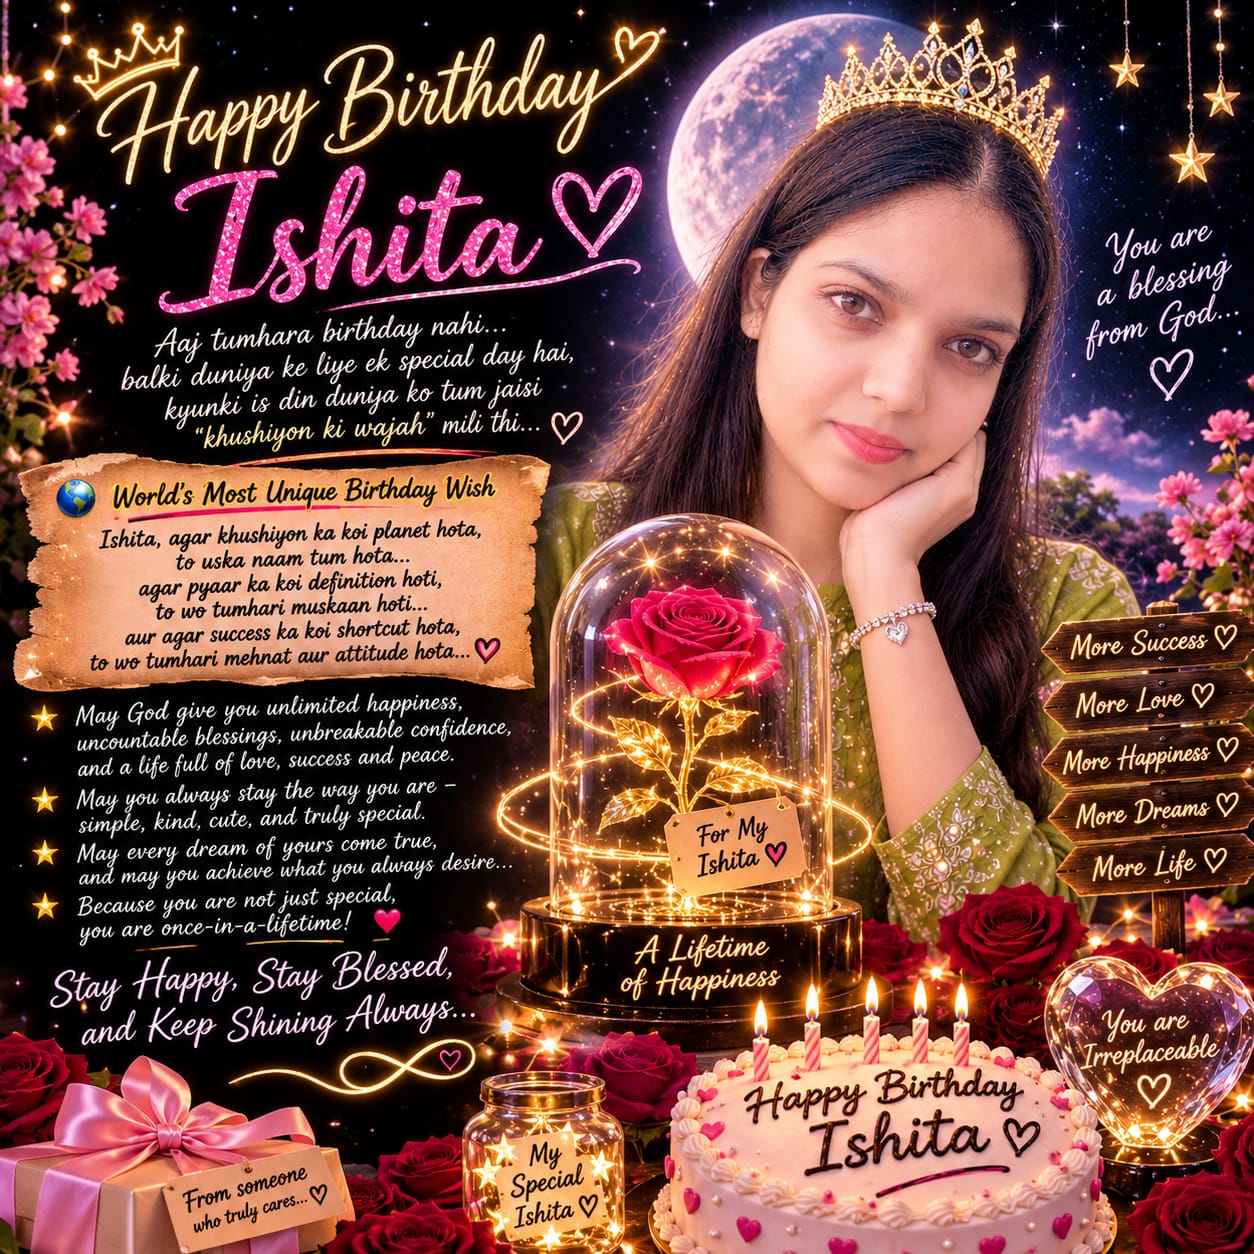 Happy Birthday
Ishita
Aaj tumhara birthday nahi...
balki duniya ke liye ek special day hai,
kyunki is din duniya ko tum jaisi
“khushiyon ki wajah” mili thi...
World's Most Unique Birthday Wish
Ishita, agar khushiyon ka koi planet hota,
to uska naam tum hota...
agar pyaar ka koi definition hoti,
to wo tumhari muskaan hoti...
aur agar success ka koi shortcut hota,
to wo tumhari mehnat aur attitude hota...
May God give you unlimited happiness,
uncountable blessings, unbreakable confidence,
and a life full of love, success and peace.
May you always stay the way you are –
simple, kind, cute, and truly special.
May every dream of yours come true,
and may you achieve what you always desire...
Because you are not just special,
you are once-in-a-lifetime!
Stay Happy, Stay Blessed,
and Keep Shining Always...
From someone
who truly cares...
You are
a blessing
from God...
More Success
More Love
More Happiness
More Dreams
More Life
For My
Ishita
A Lifetime
of Happiness
You are
Irreplaceable
My
Special
Ishita
Happy Birthday
Ishita